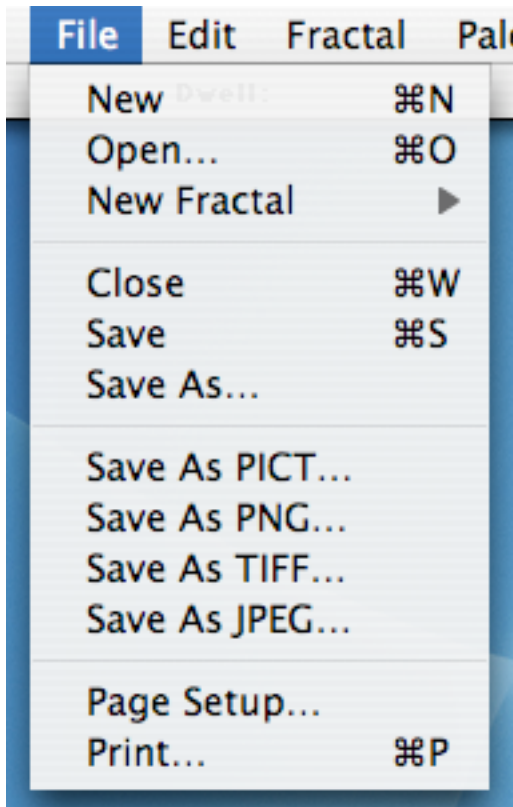 File Edit Fractal Pal
Dwell:
New ⌘N
Open... ⌘O
New Fractal ▶
Close ⌘W
Save ⌘S
Save As...
Save As PICT...
Save As PNG...
Save As TIFF...
Save As JPEG...
Page Setup...
Print... ⌘P